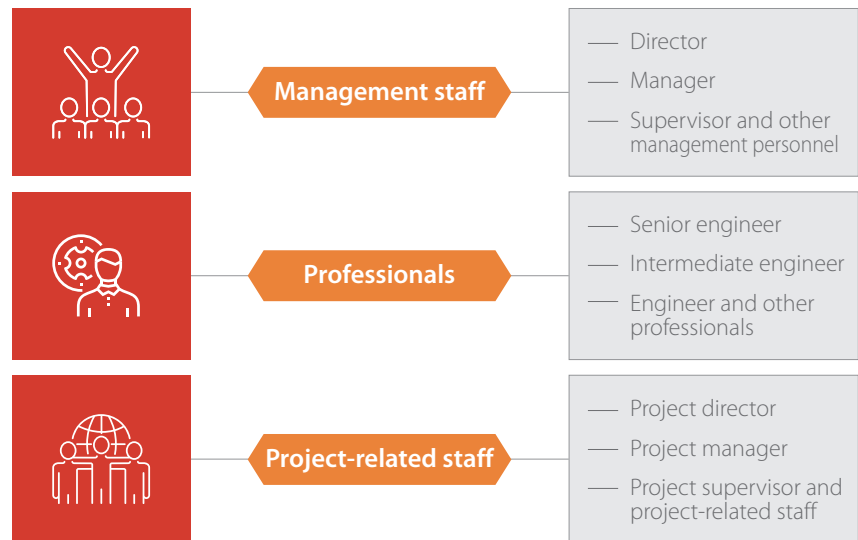 Management staff
— Director
— Manager
— Supervisor and other
management personnel
Professionals
— Senior engineer
— Intermediate engineer
— Engineer and other
professionals
Project-related staff
— Project director
— Project manager
— Project supervisor and
project-related staff